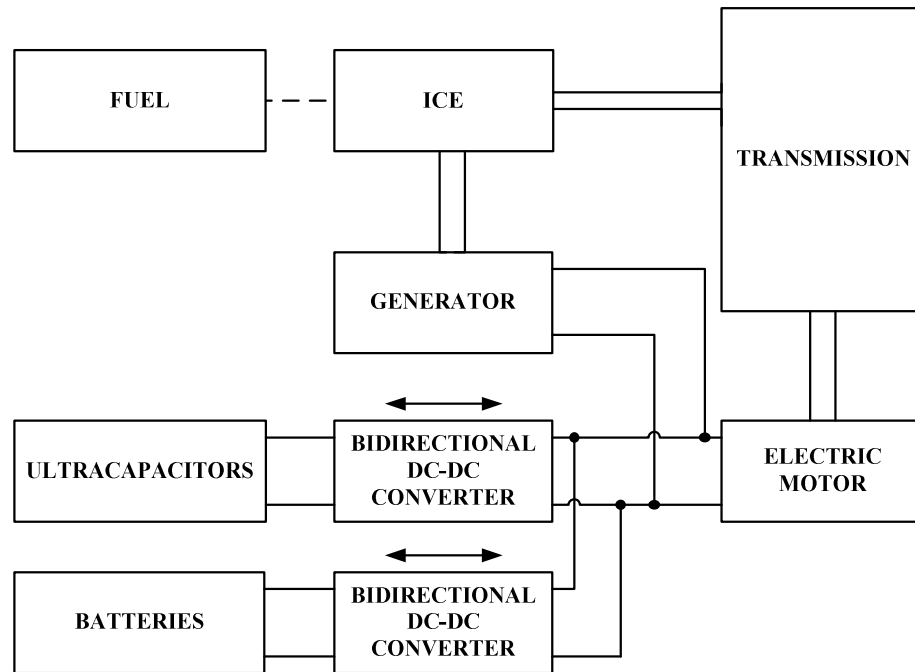 FUEL
ICE
TRANSMISSION
GENERATOR
ULTRACAPACITORS
BIDIRECTIONAL
DC-DC
CONVERTER
ELECTRIC
MOTOR
BATTERIES
BIDIRECTIONAL
DC-DC
CONVERTER